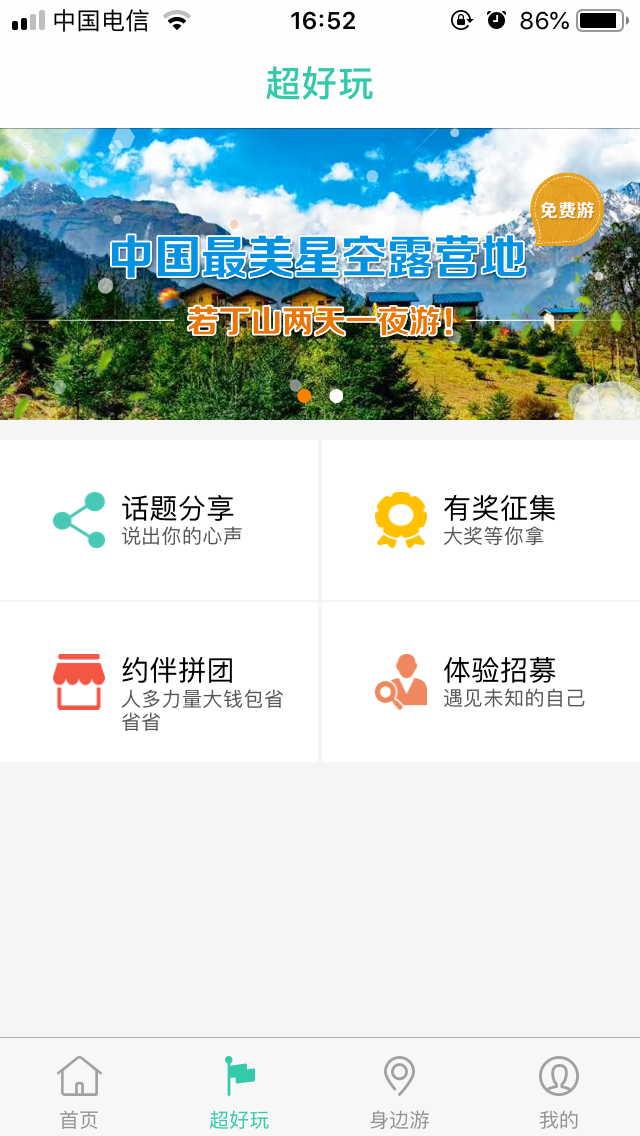 中国电信 16:52 86%
超好玩
免费游
中国最美星空露营地
若丁山两天一夜游!
话题分享
说出你的心声
有奖征集
大奖等你拿
约伴拼团
人多力量大钱包省
省省
体验招募
遇见未知的自己
首页 超好玩 身边游 我的